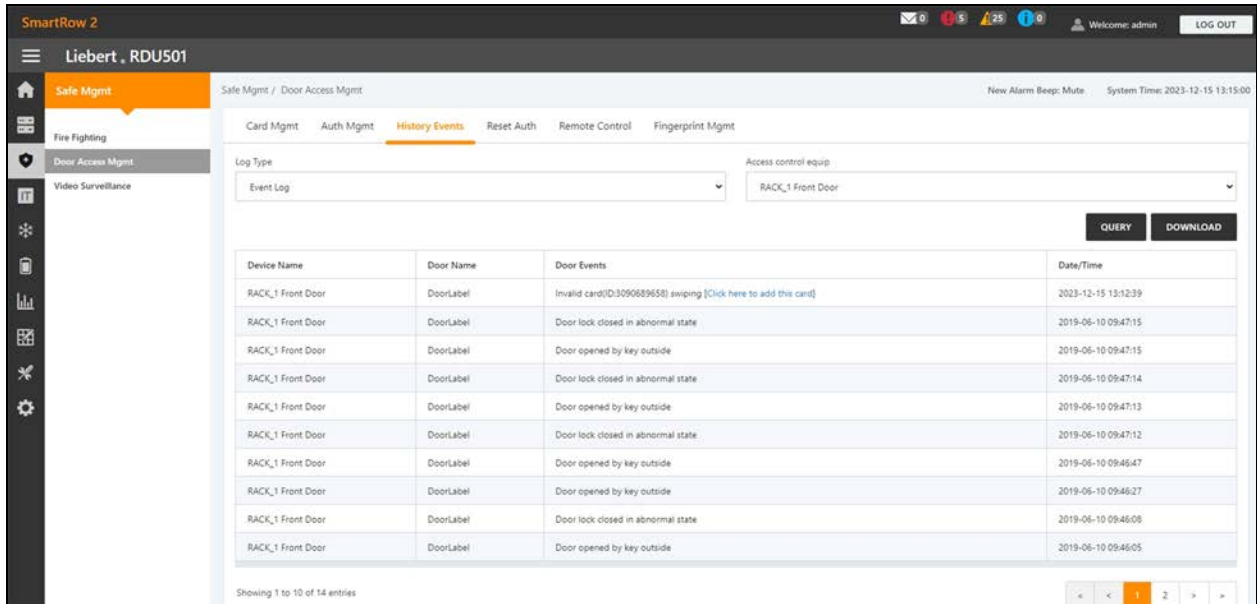 SmartRow 2
0 5 25 0 Welcome: admin LOG OUT
Liebert. RDU501
Safe Mgmt
Fire Fighting
Door Access Mgmt
Video Surveillance
Safe Mgmt / Door Access Mgmt
New Alarm Beep: Mute System Time: 2023-12-15 13:15:00
Card Mgmt Auth Mgmt History Events Reset Auth Remote Control Fingerprint Mgmt
Log Type Access control equip
Event Log RACK_1 Front Door
QUERY DOWNLOAD
Device Name Door Name Door Events Date/Time
RACK_1 Front Door DoorLabel Invalid card(ID:3090689658) swiping [Click here to add this card] 2023-12-15 13:12:39
RACK_1 Front Door DoorLabel Door lock closed in abnormal state 2019-06-10 09:47:15
RACK_1 Front Door DoorLabel Door opened by key outside 2019-06-10 09:47:15
RACK_1 Front Door DoorLabel Door lock closed in abnormal state 2019-06-10 09:47:14
RACK_1 Front Door DoorLabel Door opened by key outside 2019-06-10 09:47:13
RACK_1 Front Door DoorLabel Door lock closed in abnormal state 2019-06-10 09:47:12
RACK_1 Front Door DoorLabel Door opened by key outside 2019-06-10 09:46:47
RACK_1 Front Door DoorLabel Door opened by key outside 2019-06-10 09:46:27
RACK_1 Front Door DoorLabel Door lock closed in abnormal state 2019-06-10 09:46:08
RACK_1 Front Door DoorLabel Door opened by key outside 2019-06-10 09:46:05
Showing 1 to 10 of 14 entries
« < 1 2 > »